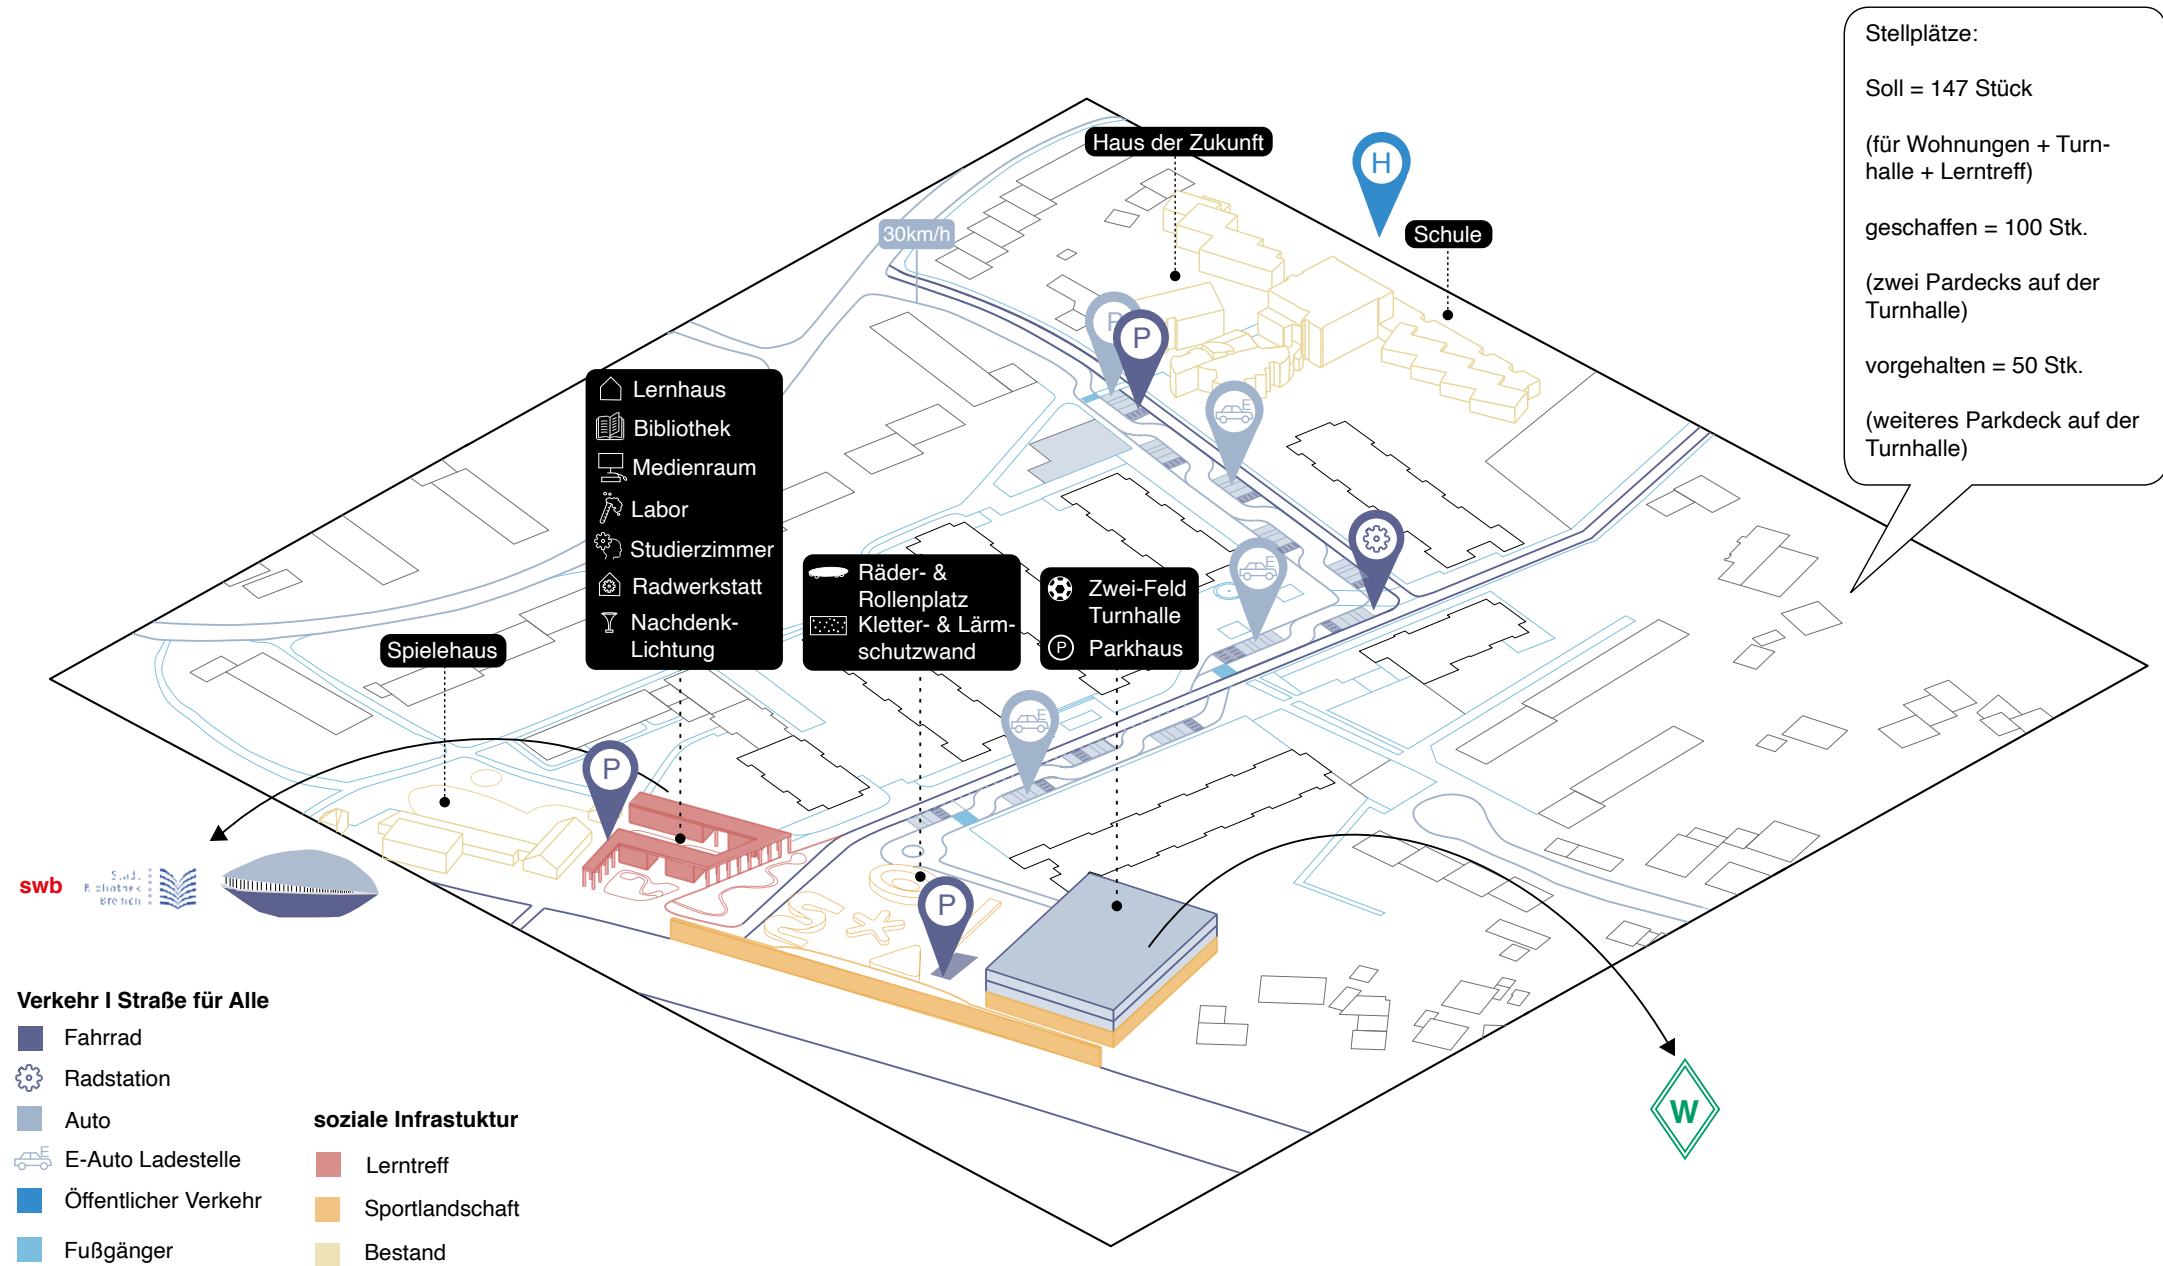 Stellplätze:
Soll = 147 Stück
(für Wohnungen + Turn-
halle + Lerntreff)
geschaffen = 100 Stk.
(zwei Pardecks auf der
Turnhalle)
vorgehalten = 50 Stk.
(weiteres Parkdeck auf der
Turnhalle)
Haus der Zukunft
H
Schule
30km/h
P
P
E
Lernhaus
Bibliothek
Medienraum
Labor
Studierzimmer
Radwerkstatt
Nachdenk-
Lichtung
Räder- &
Rollenplatz
Kletter- & Lärm-
schutzwand
Zwei-Feld
Turnhalle
P Parkhaus
E
Spielehaus
E
P
P
swb
W
Verkehr I Straße für Alle
Fahrrad
Radstation
Auto
E
E-Auto Ladestelle
Öffentlicher Verkehr
Fußgänger
soziale Infrastuktur
Lerntreff
Sportlandschaft
Bestand